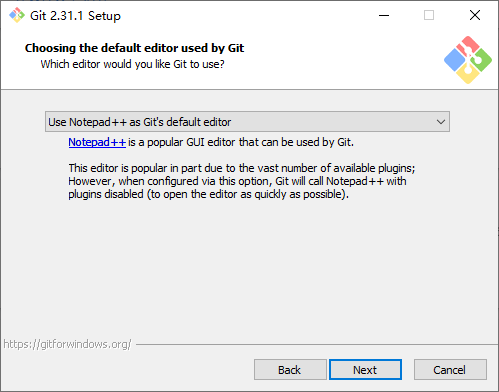 Git 2.31.1 Setup
Choosing the default editor used by Git
Which editor would you like Git to use?
Use Notepad++ as Git's default editor
Notepad++ is a popular GUI editor that can be used by Git.
This editor is popular in part due to the vast number of available plugins;
However, when configured via this option, Git will call Notepad++ with
plugins disabled (to open the editor as quickly as possible).
https://gitforwindows.org/
Back
Next
Cancel